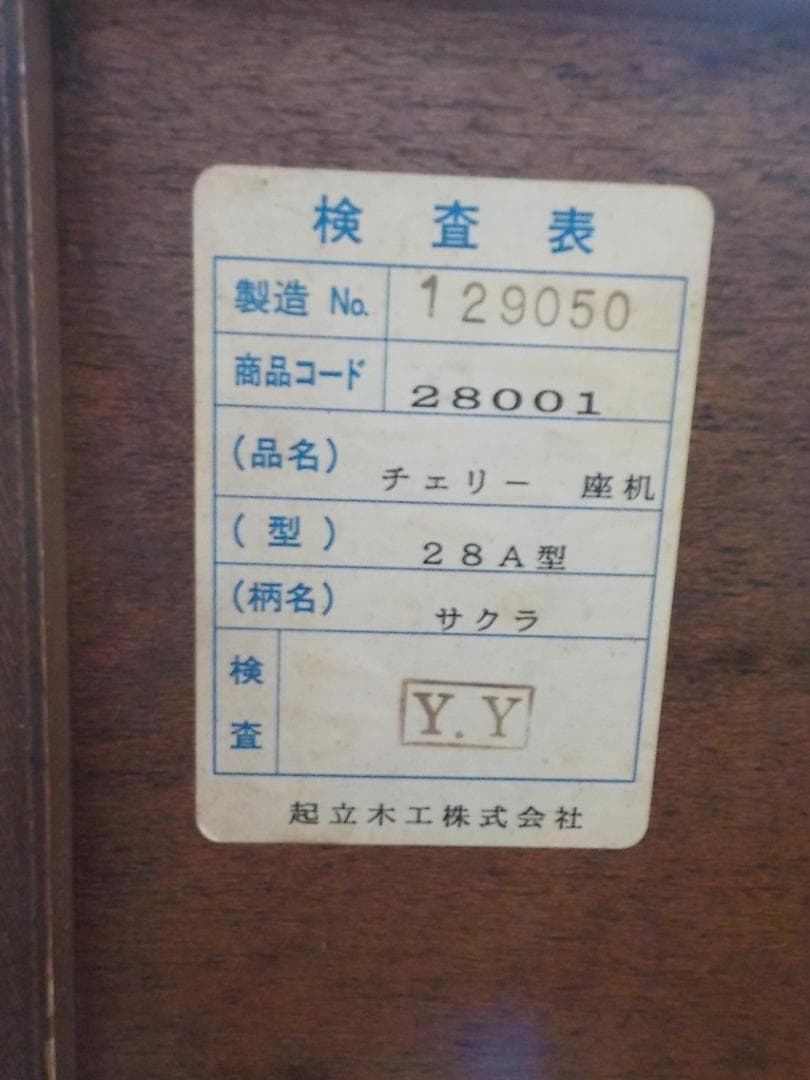 検査表
製造 No. 129050
商品コード 28001
(品名) チェリー 座机
(型) 28A型
(柄名) サクラ
検査 Y.Y
起立木工株式会社